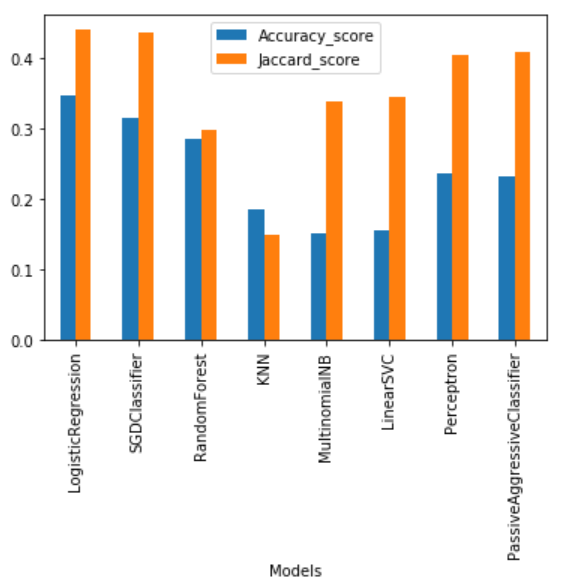 Accuracy_score
Jaccard_score
0.4
0.3
0.2
0.1
0.0
LogisticRegression
SGDClassifier
RandomForest
KNN
MultinomialNB
LinearSVC
Perceptron
PassiveAggressiveClassifier
Models